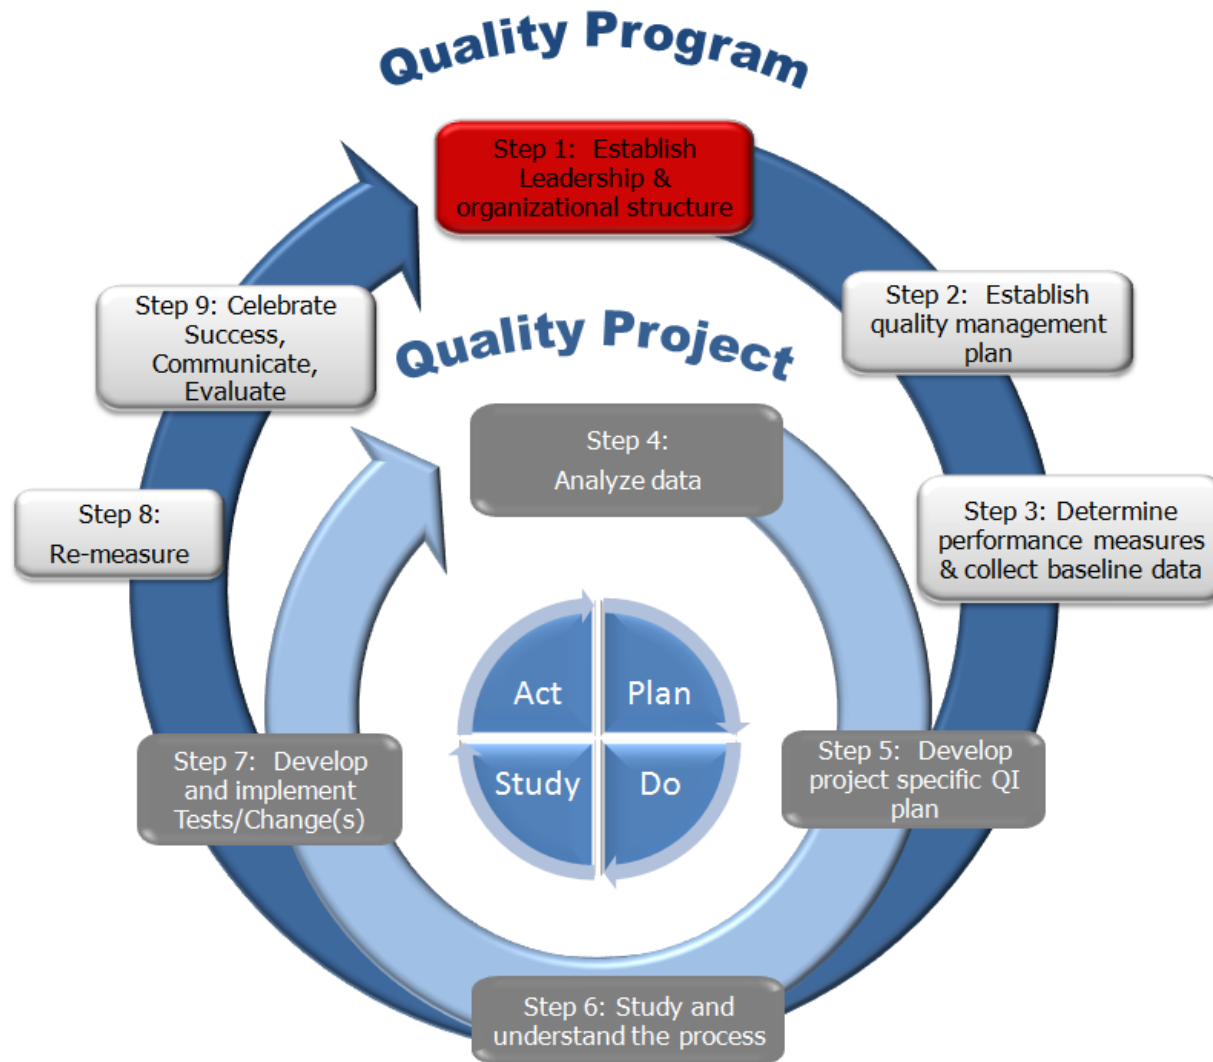 Quality Program
Step 1: Establish
Leadership &
organizational structure
Step 2: Establish
quality management
plan
Step 3: Determine
performance measures
& collect baseline data
Quality Project
Step 4:
Analyze data
Step 5: Develop
project specific QI
plan
Step 6: Study and
understand the process
Step 7: Develop
and implement
Tests/Change(s)
Step 8:
Re-measure
Step 9: Celebrate
Success,
Communicate,
Evaluate
Act
Plan
Study
Do